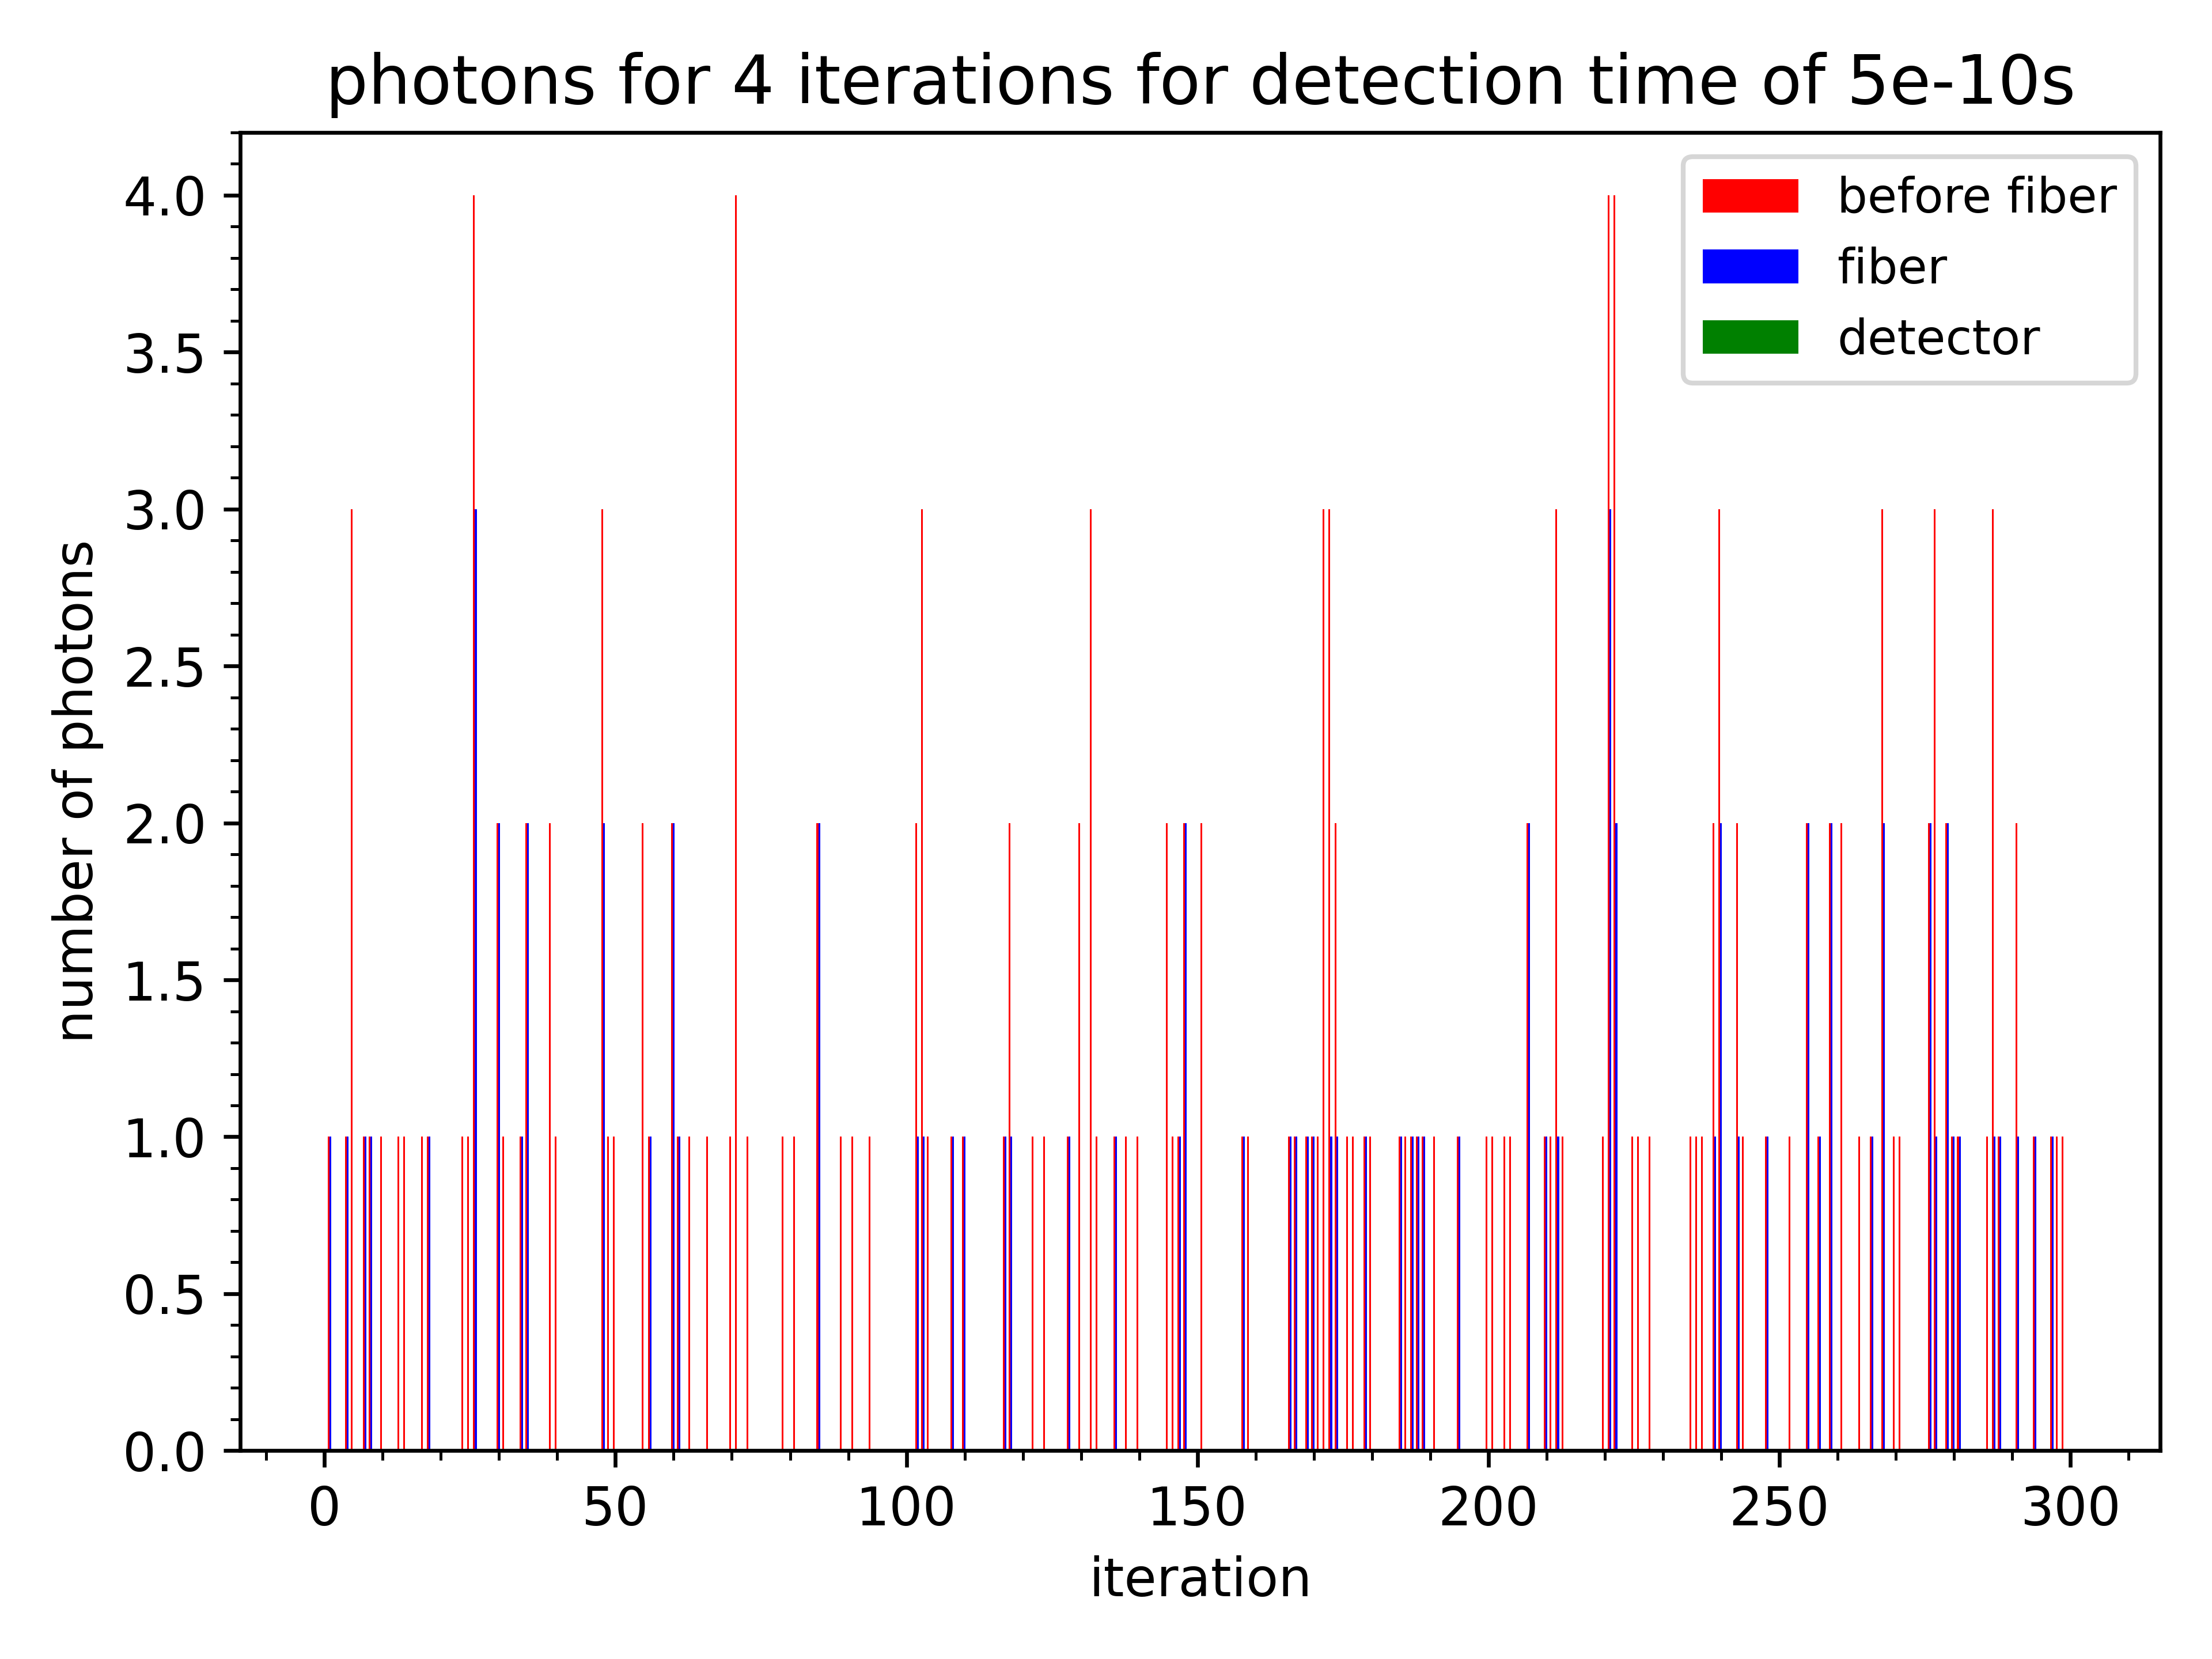 photons for 4 iterations for detection time of 5e-10s
before fiber
fiber
detector
4.0
3.5
3.0
2.5
2.0
1.5
1.0
0.5
0.0
number of photons
0 50 100 150 200 250 300
iteration